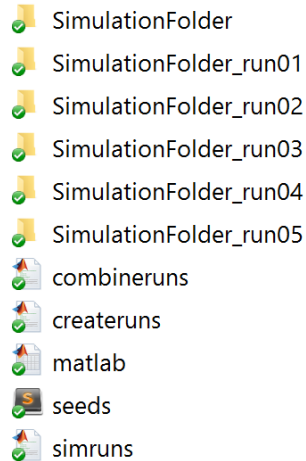 SimulationFolder
SimulationFolder_run01
SimulationFolder_run02
SimulationFolder_run03
SimulationFolder_run04
SimulationFolder_run05
combineruns
createruns
matlab
seeds
simruns